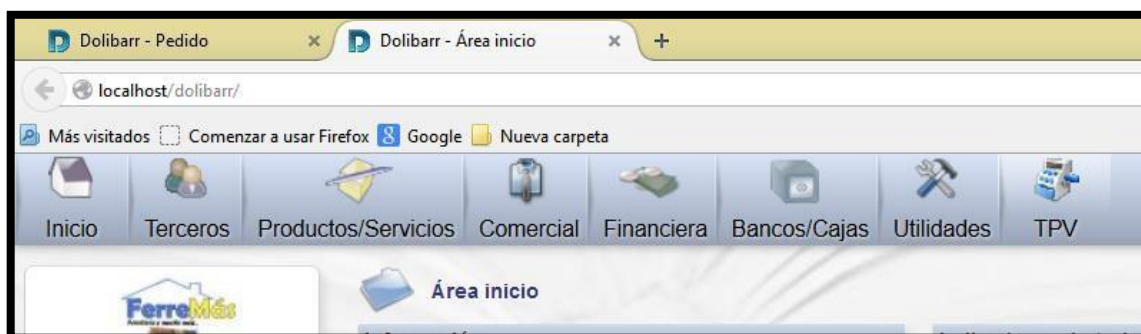 Dolibarr - Pedido
Dolibarr - Área inicio
localhost/dolibarr/
Más visitados Comenzar a usar Firefox Google Nueva carpeta
Inicio Terceros Productos/Servicios Comercial Financiera Bancos/Cajas Utilidades TPV
FerreMás
Área inicio